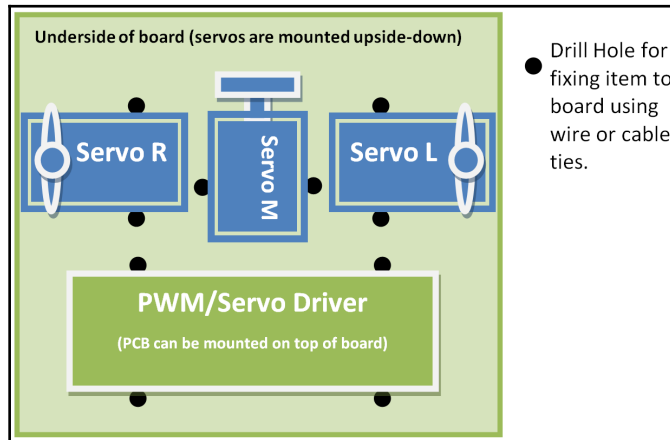 Underside of board (servos are mounted upside-down)
Servo R
Servo M
Servo L
PWM/Servo Driver
(PCB can be mounted on top of board)
Drill Hole for
fixing item to
board using
wire or cable
ties.